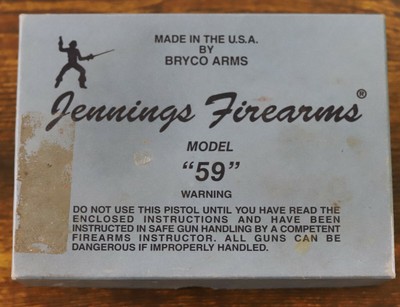 MADE IN THE U.S.A.
BY
BRYCO ARMS
Jennings Firearms®
MODEL
“59”
WARNING
DO NOT USE THIS PISTOL UNTIL YOU HAVE READ THE
ENCLOSED INSTRUCTIONS AND HAVE BEEN
INSTRUCTED IN SAFE GUN HANDLING BY A COMPETENT
FIREARMS INSTRUCTOR. ALL GUNS CAN BE
DANGEROUS IF IMPROPERLY HANDLED.